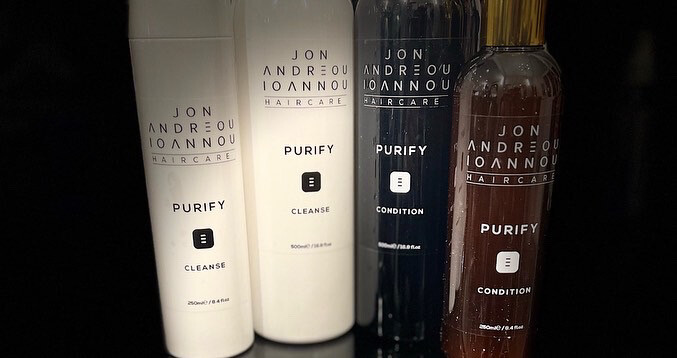 JON
ANDREOU
IOANNOU
HAIRCARE
PURIFY
CLEANSE
250ml e / 8.4 fl.oz
JON
ANDREOU
IOANNOU
HAIRCARE
PURIFY
CLEANSE
500ml e / 16.9 fl.oz
JON
ANDREOU
IOANNOU
HAIRCARE
PURIFY
CONDITION
500ml e / 16.9 fl.oz
JON
ANDREOU
IOANNOU
HAIRCARE
PURIFY
CONDITION
250ml e / 8.4 fl.oz